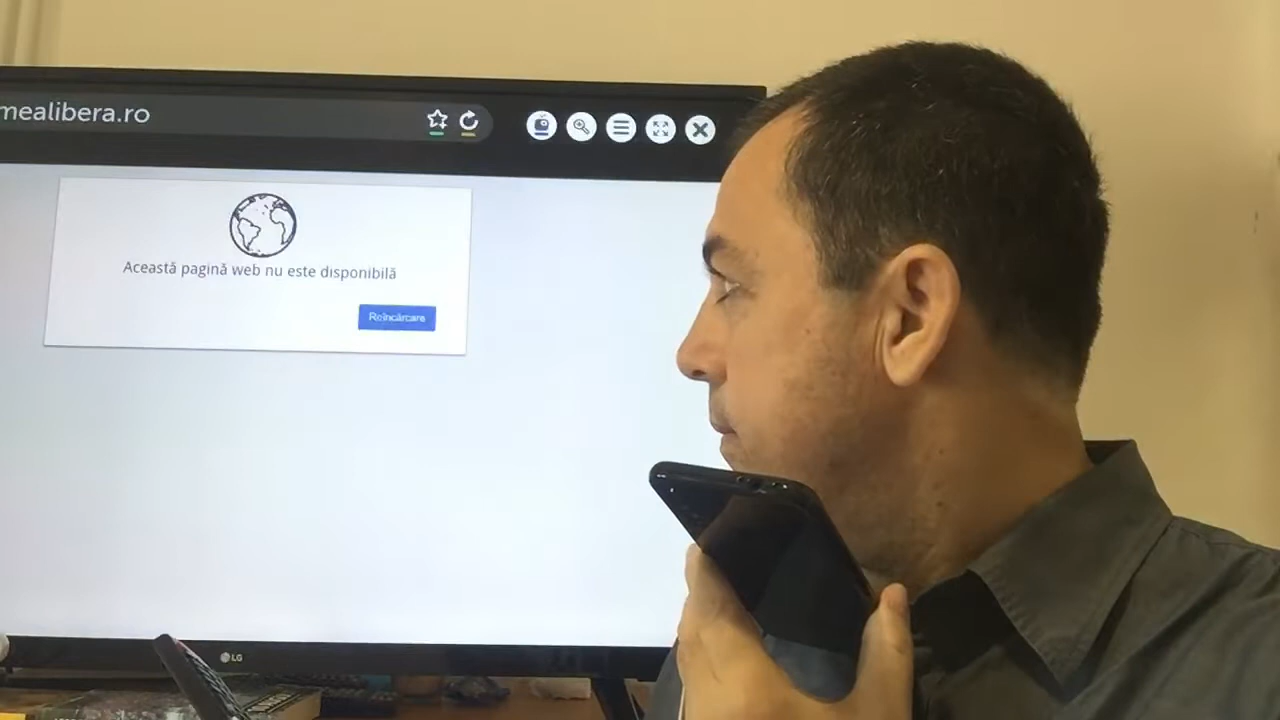 mealibera.ro
Această pagină web nu este disponibilă
Reîncărcare
LG